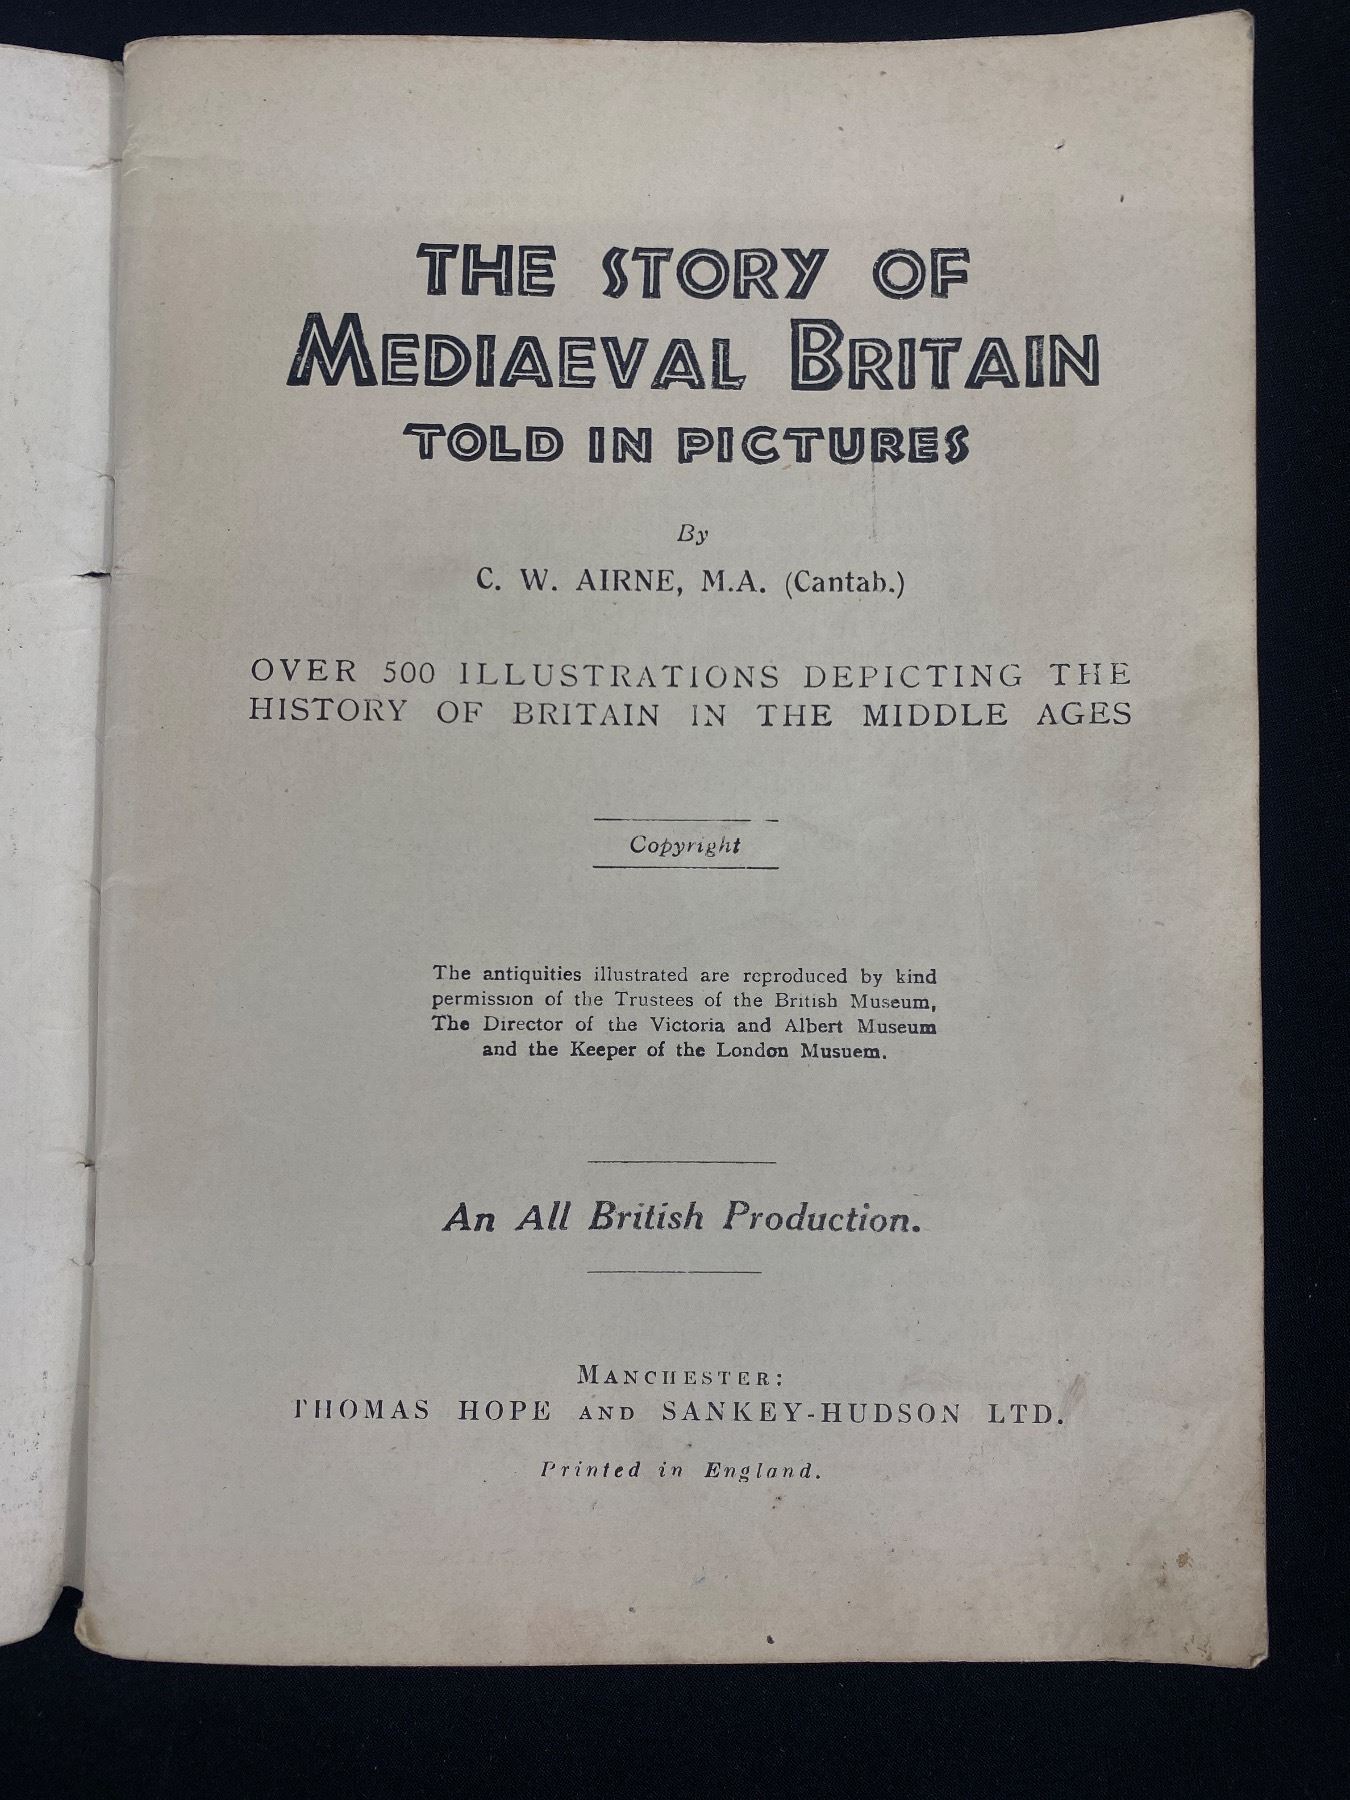 THE STORY OF
MEDIAEVAL BRITAIN
TOLD IN PICTURES
By
C. W. AIRNE, M.A. (Cantab.)
OVER 500 ILLUSTRATIONS DEPICTING THE
HISTORY OF BRITAIN IN THE MIDDLE AGES
Copyright
The antiquities illustrated are reproduced by kind
permission of the Trustees of the British Museum,
The Director of the Victoria and Albert Museum
and the Keeper of the London Musuem.
An All British Production.
MANCHESTER:
THOMAS HOPE AND SANKEY-HUDSON LTD.
Printed in England.